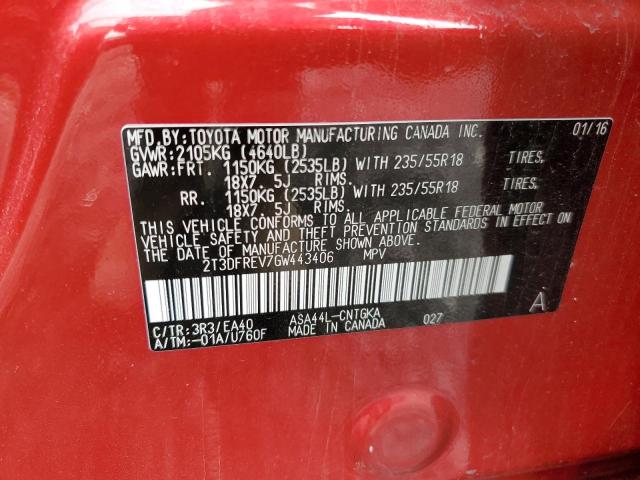 MFD.BY:TOYOTA MOTOR MANUFACTURING CANADA INC. 01/16
GVWR:2105KG (4640LB)
GAWR:FRT. 1150KG (2535LB) WITH 235/55R18 TIRES.
18X7. 5J RIMS.
RR. 1150KG (2535LB) WITH 235/55R18 TIRES.
18X7. 5J RIMS.
THIS VEHICLE CONFORMS TO ALL APPLICABLE FEDERAL MOTOR
VEHICLE SAFETY AND THEFT PREVENTION STANDARDS IN EFFECT ON
THE DATE OF MANUFACTURE SHOWN ABOVE.
2T3DFREV7GW443406 MPV
A
C/TR:3R3/EA40 ASA44L-CNTGKA 027
A/TM:-01A/U760F MADE IN CANADA